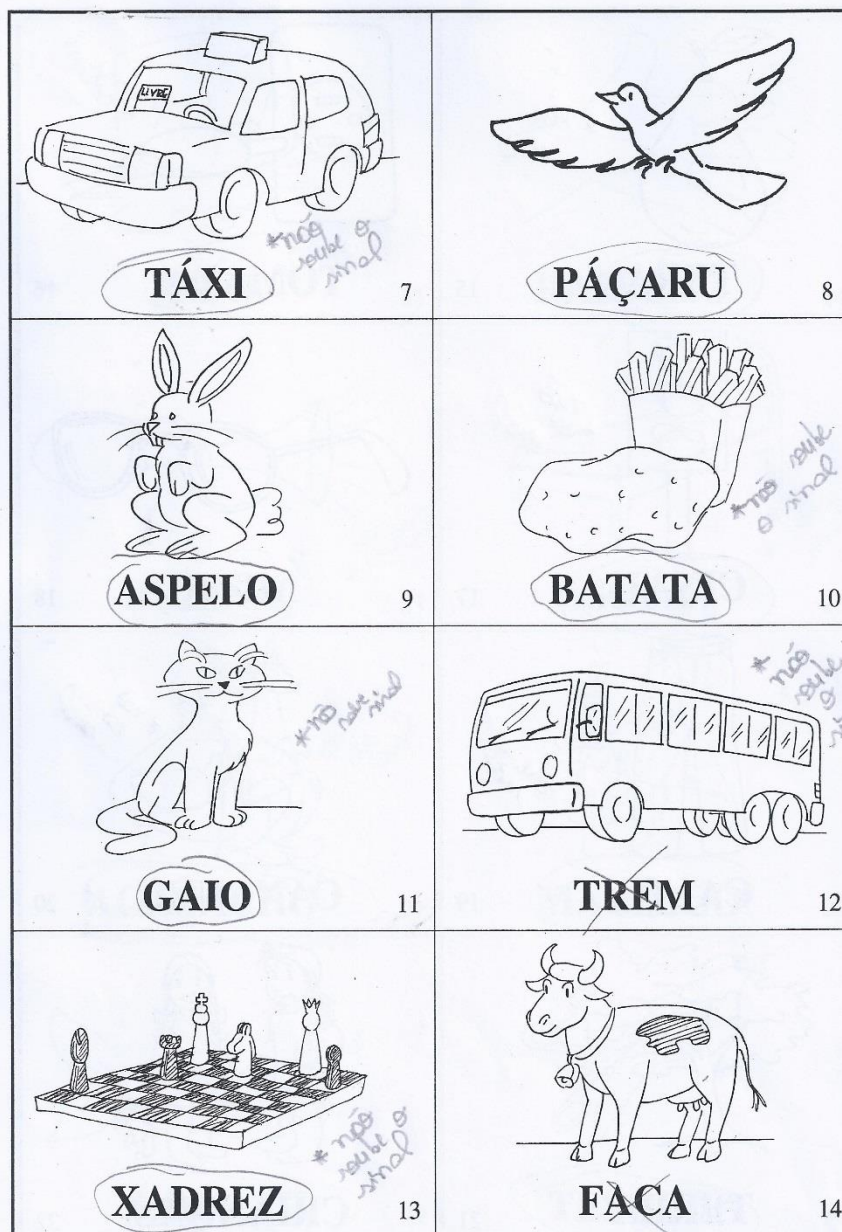 LIVRE
* não
soube o
sinal
TÁXI
7
PÁÇARU
8
ASPELO
9
* não soube
o sinal
BATATA
10
* não
sabe
sinal
GAIO
11
* não
soube
o
TREM
12
* não
soube o
sinal
XADREZ
13
FACA
14